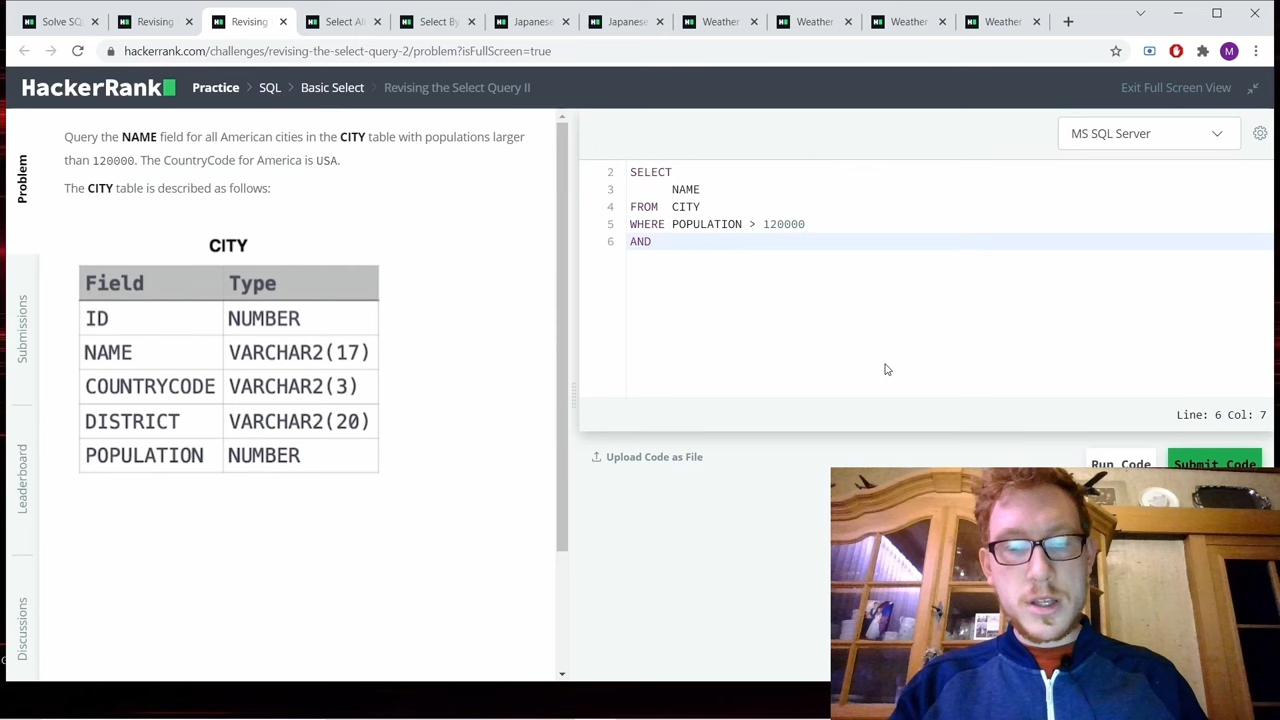 Solve SQ
Revising
Revising
Select Al
Select By
Japanese
Japanese
Weather
Weather
Weather
Weather
hackerrank.com/challenges/revising-the-select-query-2/problem?isFullScreen=true
M
HackerRank
Practice > SQL > Basic Select > Revising the Select Query II
Exit Full Screen View
Problem
Submissions
Leaderboard
Discussions
Query the NAME field for all American cities in the CITY table with populations larger
than 120000. The CountryCode for America is USA.
The CITY table is described as follows:
CITY
Field Type
ID NUMBER
NAME VARCHAR2(17)
COUNTRYCODE VARCHAR2(3)
DISTRICT VARCHAR2(20)
POPULATION NUMBER
MS SQL Server
2 SELECT
3 NAME
4 FROM CITY
5 WHERE POPULATION > 120000
6 AND
Line: 6 Col: 7
Upload Code as File
Run Code
Submit Code